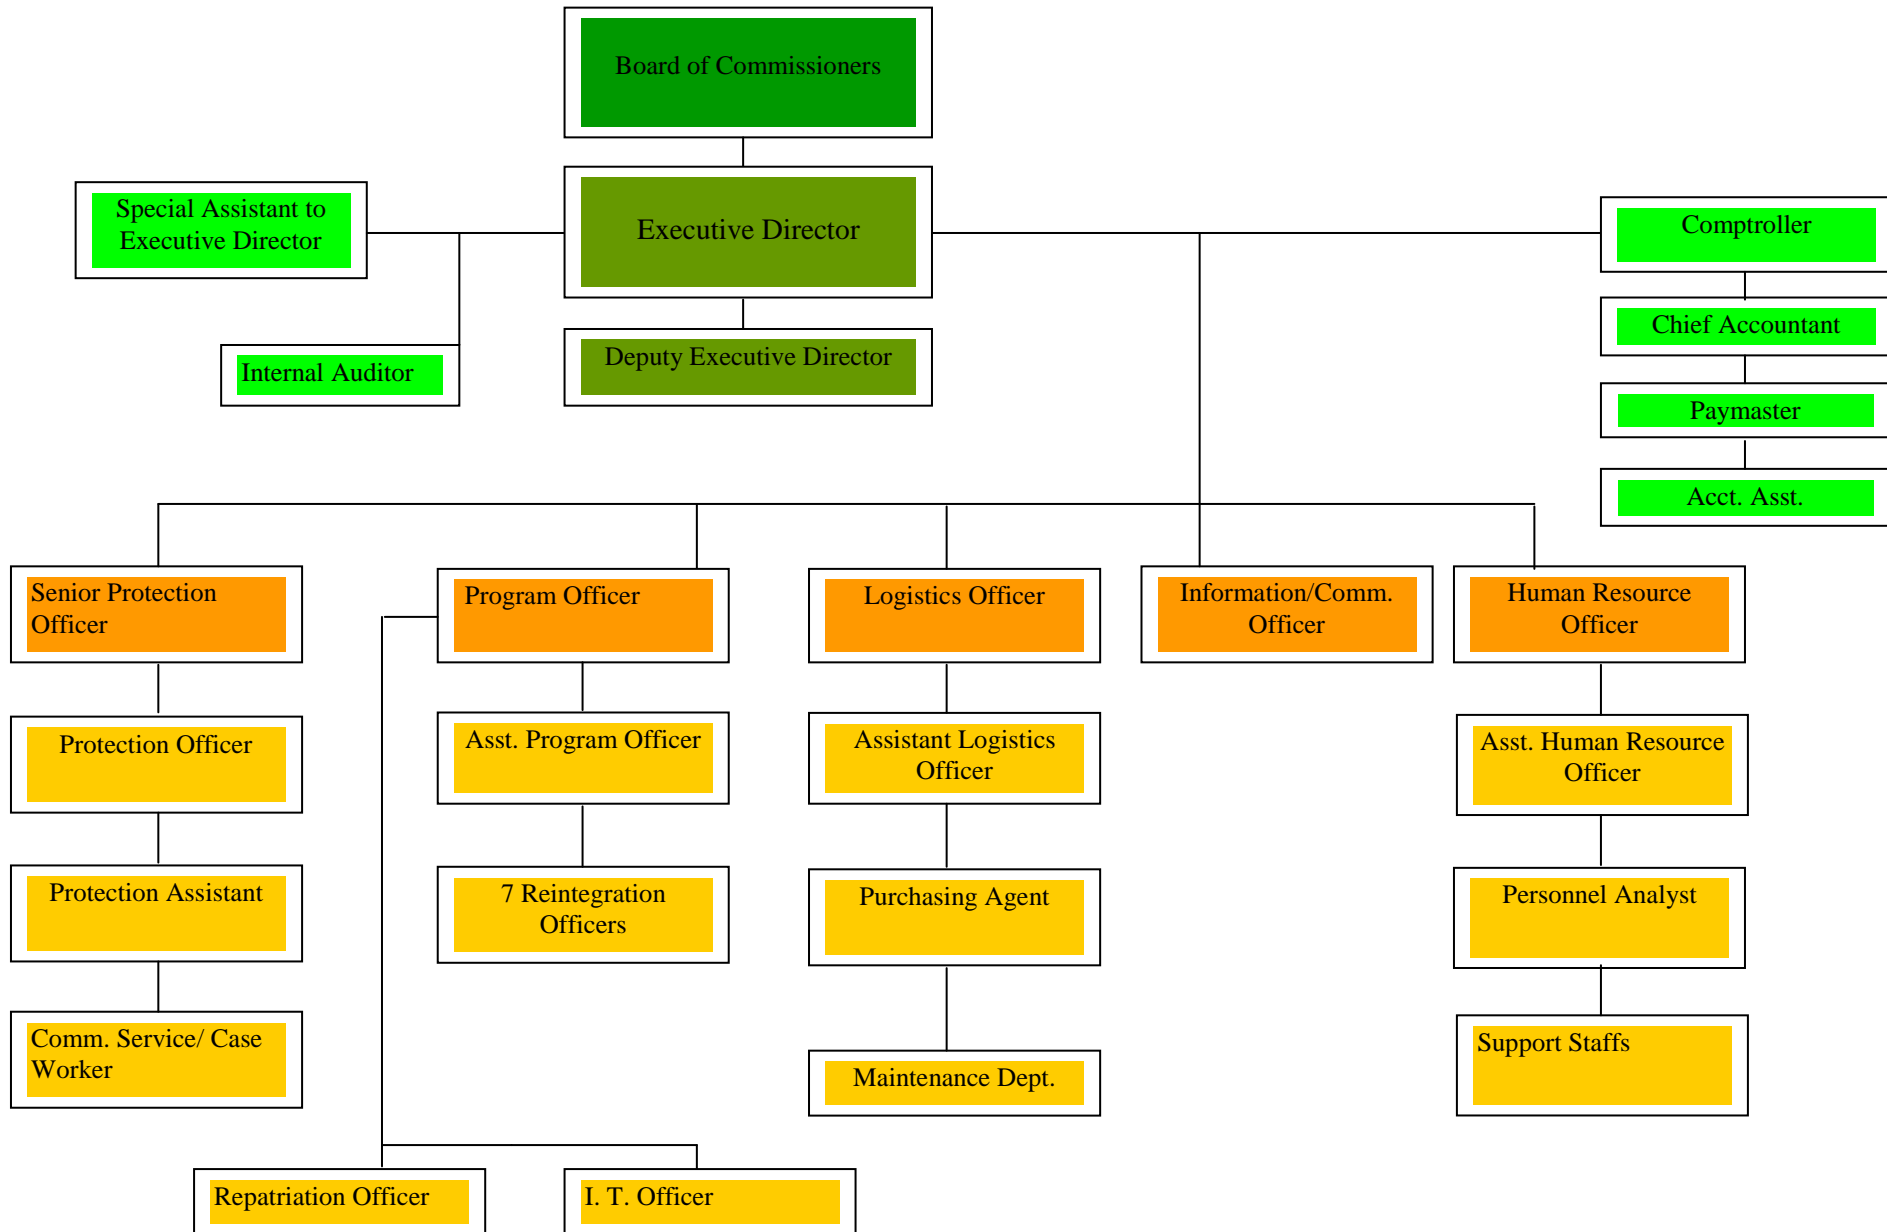 Board of Commissioners
Special Assistant to
Executive Director
Executive Director
Comptroller
Chief Accountant
Internal Auditor
Deputy Executive Director
Paymaster
Acct. Asst.
Senior Protection
Officer
Program Officer
Logistics Officer
Information/Comm.
Officer
Human Resource
Officer
Protection Officer
Asst. Program Officer
Assistant Logistics
Officer
Asst. Human Resource
Officer
Protection Assistant
7 Reintegration
Officers
Purchasing Agent
Personnel Analyst
Comm. Service/ Case
Worker
Maintenance Dept.
Support Staffs
Repatriation Officer
I. T. Officer